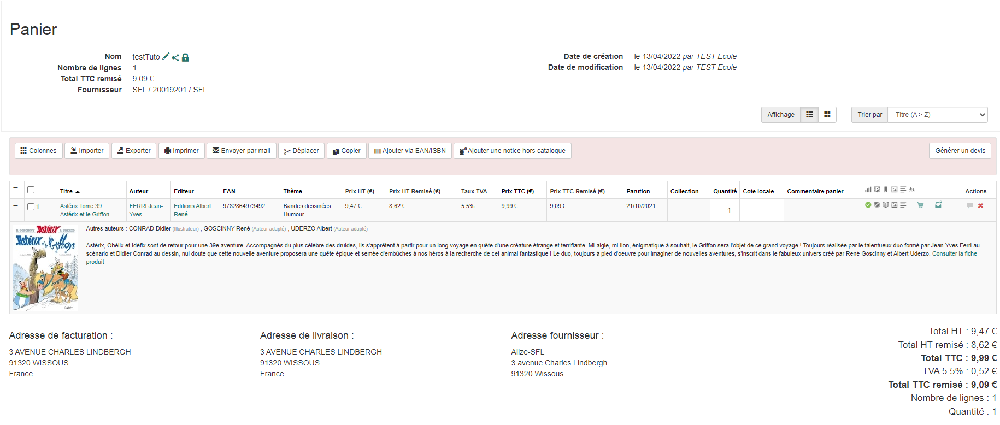 Panier
Nom testTuto
Nombre de lignes 1
Total TTC remisé 9,09 €
Fournisseur SFL / 20019201 / SFL
Date de création le 13/04/2022 par TEST Ecole
Date de modification le 13/04/2022 par TEST Ecole
Affichage Trier par Titre (A > Z)
Colonnes Importer Exporter Imprimer Envoyer par mail Déplacer Copier Ajouter via EAN/ISBN Ajouter une notice hors catalogue Générer un devis
Titre Auteur Editeur EAN Thème Prix HT (€) Prix HT Remisé (€) Taux TVA Prix TTC (€) Prix TTC Remisé (€) Parution Collection Quantité Cote locale Commentaire panier Actions
1 Astérix Tome 39 : FERRI Jean- Editions Albert 9782864973492 Bandes dessinées 9,47 € 8,62 € 5.5% 9,99 € 9,09 € 21/10/2021 1
Astérix et le Griffon Yves René Humour
R. GOSCINNY Astérix A. UDERZO
Astérix et le Griffon
Autres auteurs : CONRAD Didier (Illustrateur) , GOSCINNY René (Auteur adapté) , UDERZO Albert (Auteur adapté)
Astérix, Obélix et Idéfix sont de retour pour une 39e aventure. Accompagnés du plus célèbre des druides, ils s'apprêtent à partir pour un long voyage en quête d'une créature étrange et terrifiante. Mi-aigle, mi-lion, énigmatique à souhait, le Griffon sera l'objet de ce grand voyage ! Toujours réalisée par le talentueux duo formé par Jean-Yves Ferri au
scénario et Didier Conrad au dessin, nul doute que cette nouvelle aventure proposera une quête épique et semée d'embûches à nos héros à la recherche de cet animal fantastique ! Le duo, toujours à pied d'oeuvre pour imaginer de nouvelles aventures, s'inscrit dans le fabuleux univers créé par René Goscinny et Albert Uderzo. Consulter la fiche
produit
Adresse de facturation :
3 AVENUE CHARLES LINDBERGH
91320 WISSOUS
France
Adresse de livraison :
3 AVENUE CHARLES LINDBERGH
91320 WISSOUS
France
Adresse fournisseur :
Alize-SFL
3 avenue Charles Lindbergh
91320 Wissous
Total HT : 9,47 €
Total HT remisé : 8,62 €
Total TTC : 9,99 €
TVA 5.5% : 0,52 €
Total TTC remisé : 9,09 €
Nombre de lignes : 1
Quantité : 1